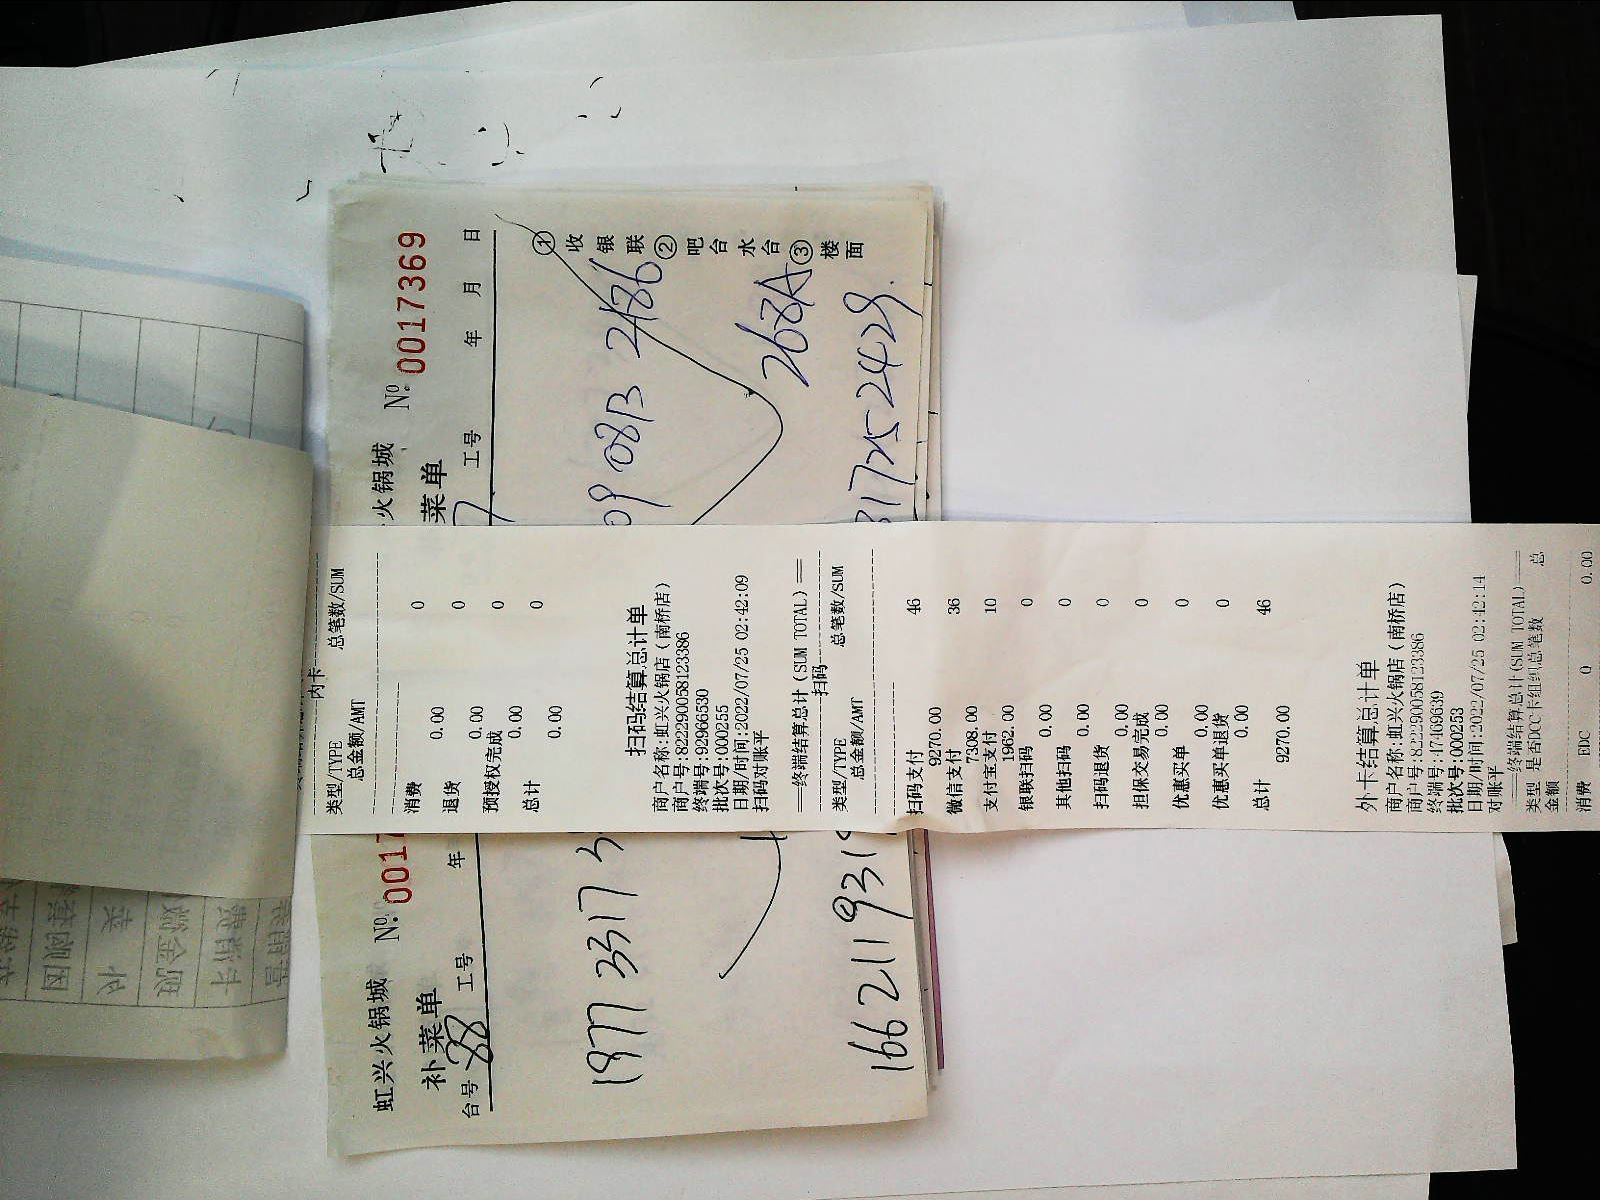 内卡
类型/TYPE 总笔数/SUM
总金额/AMT
消费 0
0.00
退货 0
0.00
预授权完成 0
0.00
总计 0
0.00
扫码结算总计单
商户名称:虹兴火锅店(南桥店)
商户号:822290058123386
终端号:92966530
批次号:000255
日期/时间:2022/07/25 02:42:09
扫码对账平
==终端结算总计(SUM TOTAL)==
扫码
类型/TYPE 总笔数/SUM
总金额/AMT
扫码支付 46
9270.00
微信支付 36
7308.00
支付宝支付 10
1962.00
银联扫码 0
0.00
其他扫码 0
0.00
扫码退货 0
0.00
担保交易完成 0
0.00
优惠买单 0
0.00
优惠买单退货 0
0.00
总计 46
9270.00
外卡结算总计单
商户名称:虹兴火锅店(南桥店)
商户号:822290058123386
终端号:47469639
批次号:000253
日期/时间:2022/07/25 02:42:14
对账平
==终端结算总计(SUM TOTAL)==
类型 是否DCC卡组织总笔数 总
金额
消费 EDC 0 0.00
虹兴火锅城 №: 0017
补菜单
台号 38 工号 年
1877 3317 3
166211931
火锅城 №: 0017369
菜单
7 工号 年 月 日
09 08B 2486
268A
317252429.
①收银联②吧台水台③楼面